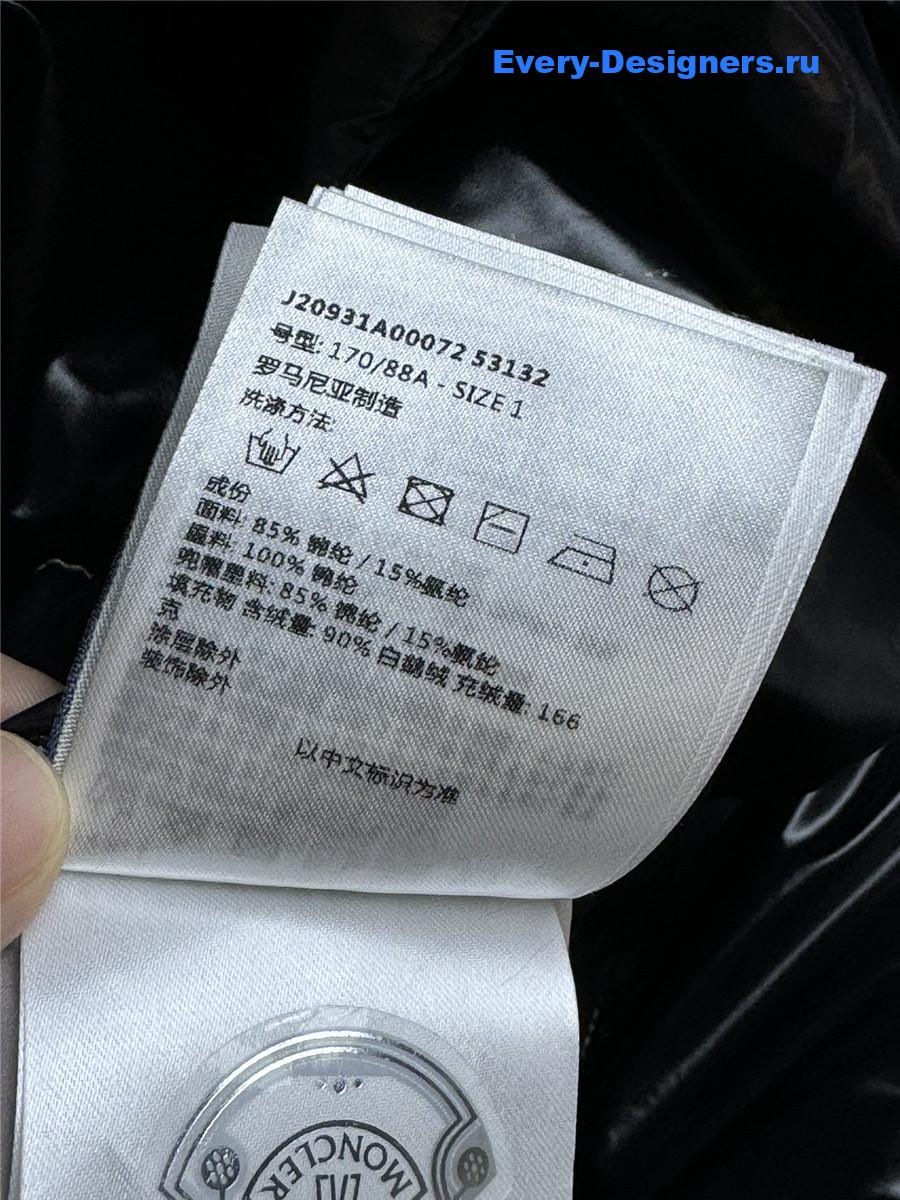 Every-Designers.ru
J20931A00072 53132
号型: 170/88A - SIZE 1
罗马尼亚制造
洗涤方法:
成份
面料: 85% 锦纶 / 15%氨纶
里料: 100% 锦纶
兜覆里料: 85% 锦纶 / 15%氨纶
填充物 含绒量: 90% 白鹅绒 充绒量: 166
克
涂层除外
装饰除外
以中文标识为准
MONCLER